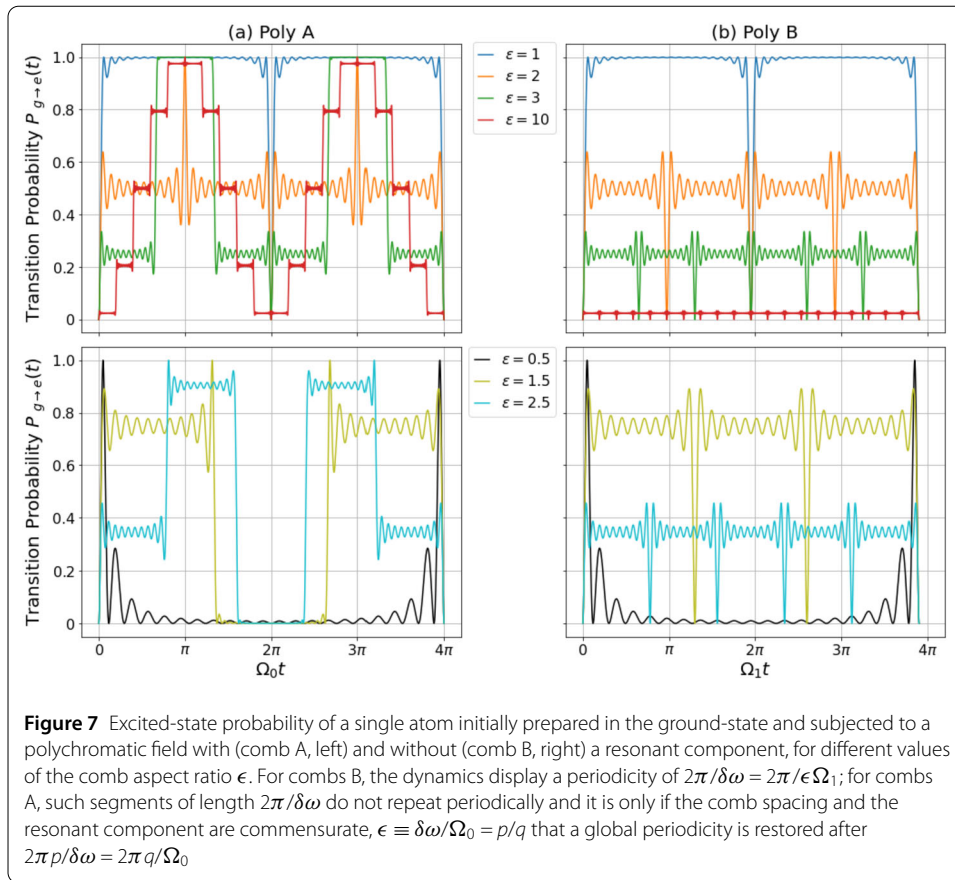 (a) Poly A
(b) Poly B
Transition Probability P g→e(t)
1.0
0.8
0.6
0.4
0.2
0
ε = 1
ε = 2
ε = 3
ε = 10
Transition Probability P g→e(t)
1.0
0.8
0.6
0.4
0.2
0
ε = 0.5
ε = 1.5
ε = 2.5
0 π 2π 3π 4π
0 π 2π 3π 4π
Ω0t
Ω1t
Figure 7 Excited-state probability of a single atom initially prepared in the ground-state and subjected to a
polychromatic field with (comb A, left) and without (comb B, right) a resonant component, for different values
of the comb aspect ratio ϵ. For combs B, the dynamics display a periodicity of 2π/δω = 2π/ϵΩ1; for combs
A, such segments of length 2π/δω do not repeat periodically and it is only if the comb spacing and the
resonant component are commensurate, ϵ ≡ δω/Ω0 = p/q that a global periodicity is restored after
2πp/δω = 2πq/Ω0